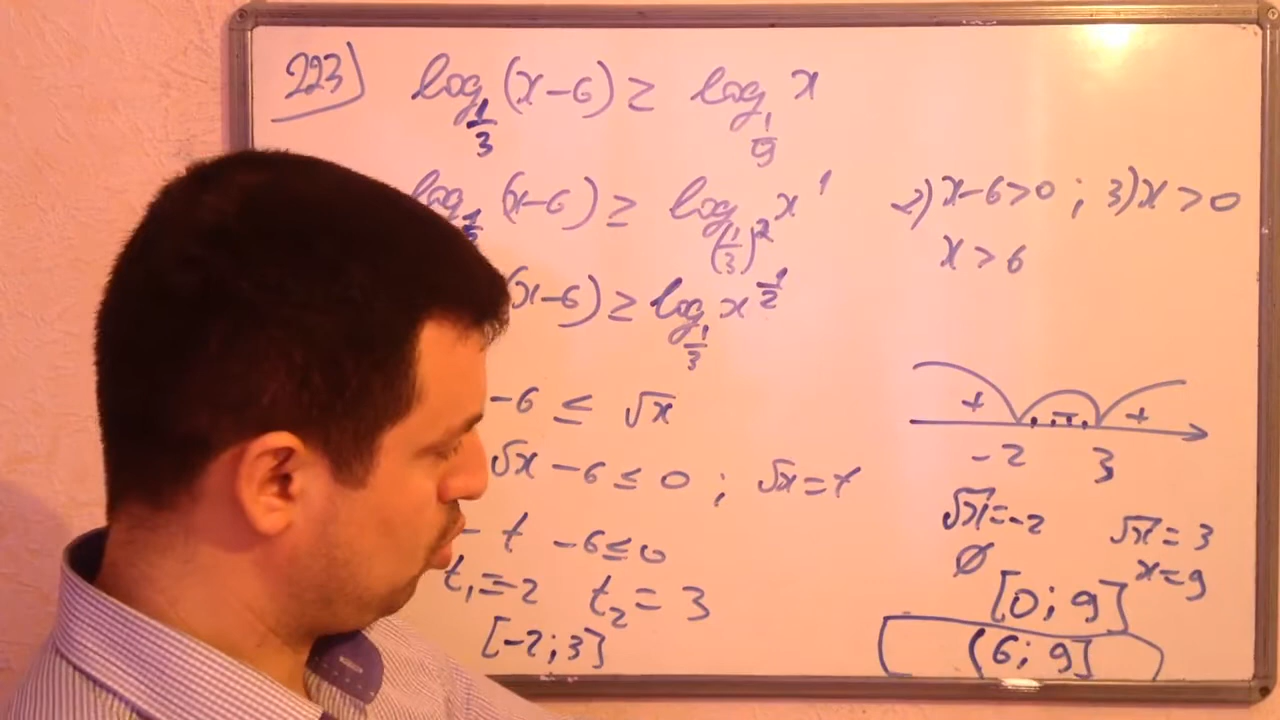 223) log_{1/3} (x-6) ≥ log_{1/9} x
log (x-6) ≥ log_{(1/3)^2} x^1
(x-6) ≥ log_{1/3} x^{1/2}
-6 ≤ √x
√x -6 ≤ 0 ; √x = t
- t -6 ≤ 0
t₁ = -2 t₂ = 3
[-2;3]
2) x-6>0 ; 3) x > 0
x > 6
+ - +
-2 3
√x = -2 √x = 3
∅ x = 9
[0; 9]
(6; 9]